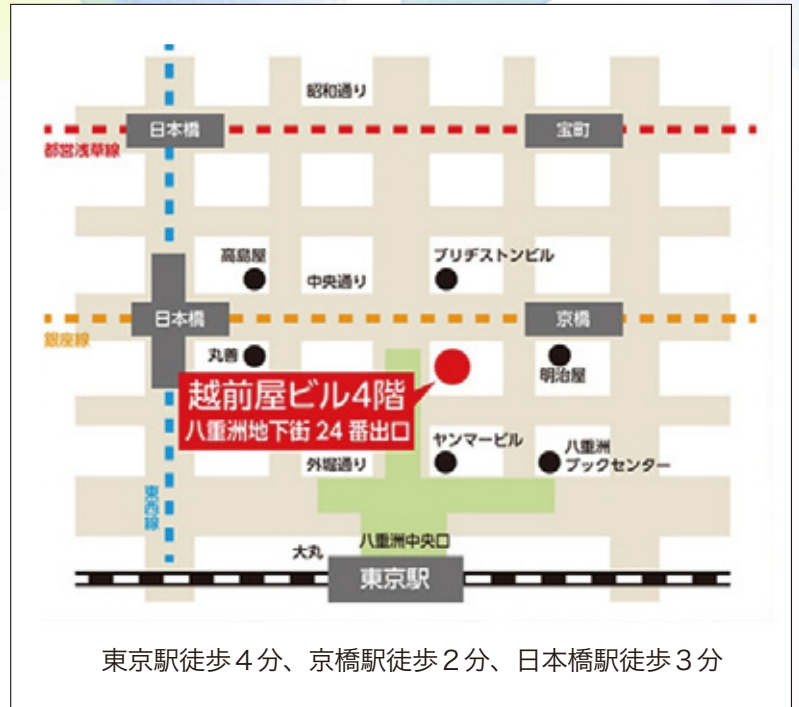 昭和通り
日本橋
宝町
都営浅草線
高島屋
ブリヂストンビル
中央通り
日本橋
京橋
銀座線
丸善
明治屋
越前屋ビル4階
八重洲地下街 24 番出口
ヤンマービル
八重洲
ブックセンター
外堀通り
東西線
八重洲中央口
大丸
東京駅
東京駅徒歩４分、京橋駅徒歩２分、日本橋駅徒歩３分